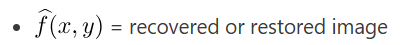 • f̂(x, y) = recovered or restored image